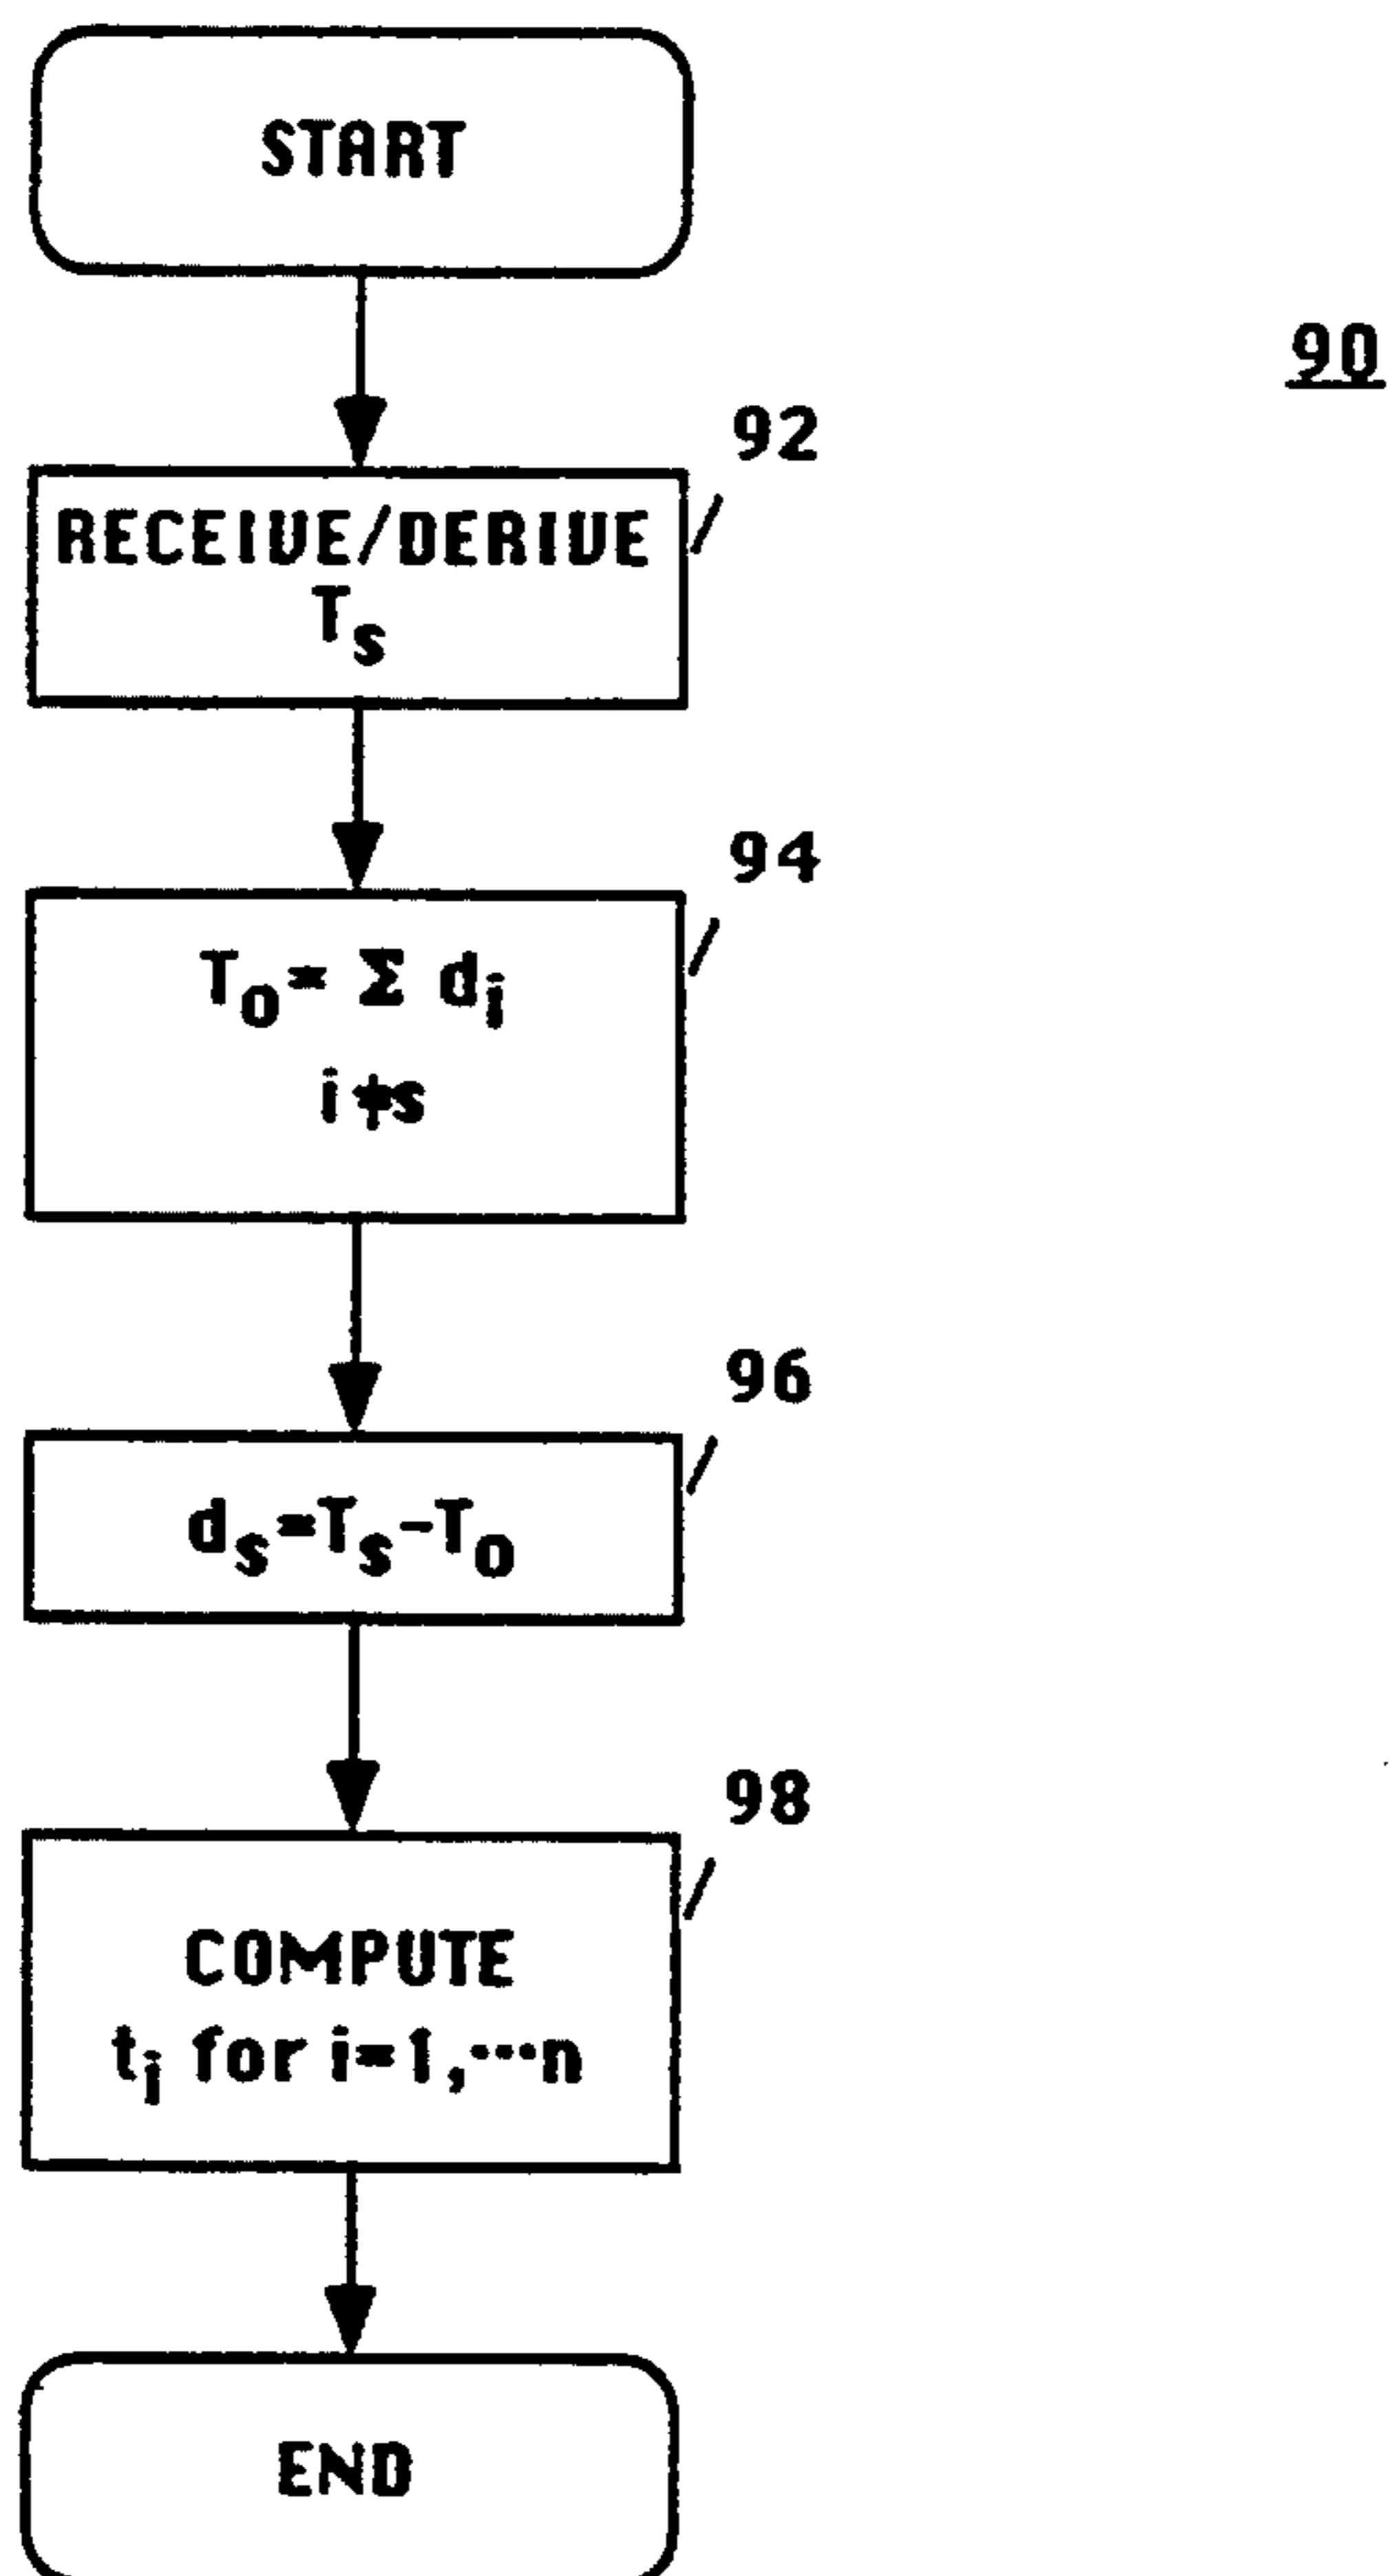 START
90
92
RECEIVE/DERIVE
Tₛ
94
Tₒ= Σ dᵢ
i≠s
96
dₛ=Tₛ-Tₒ
98
COMPUTE
tᵢ for i=1,···n
END